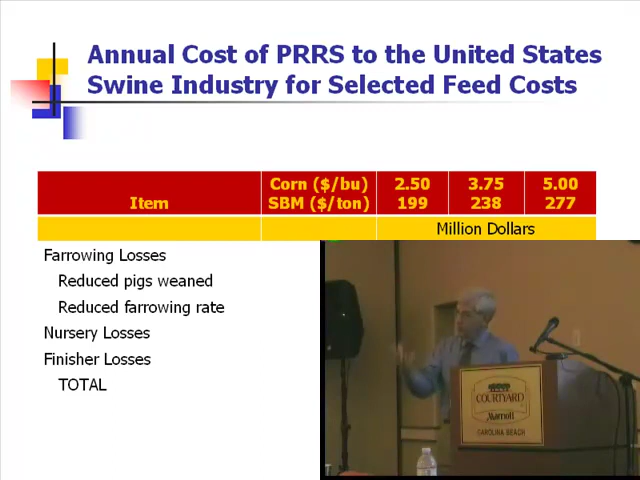 Annual Cost of PRRS to the United States
Swine Industry for Selected Feed Costs
Corn ($/bu) 2.50 3.75 5.00
Item SBM ($/ton) 199 238 277
Million Dollars
Farrowing Losses
Reduced pigs weaned
Reduced farrowing rate
Nursery Losses
Finisher Losses
TOTAL
COURTYARD
Marriott
CAROLINA BEACH